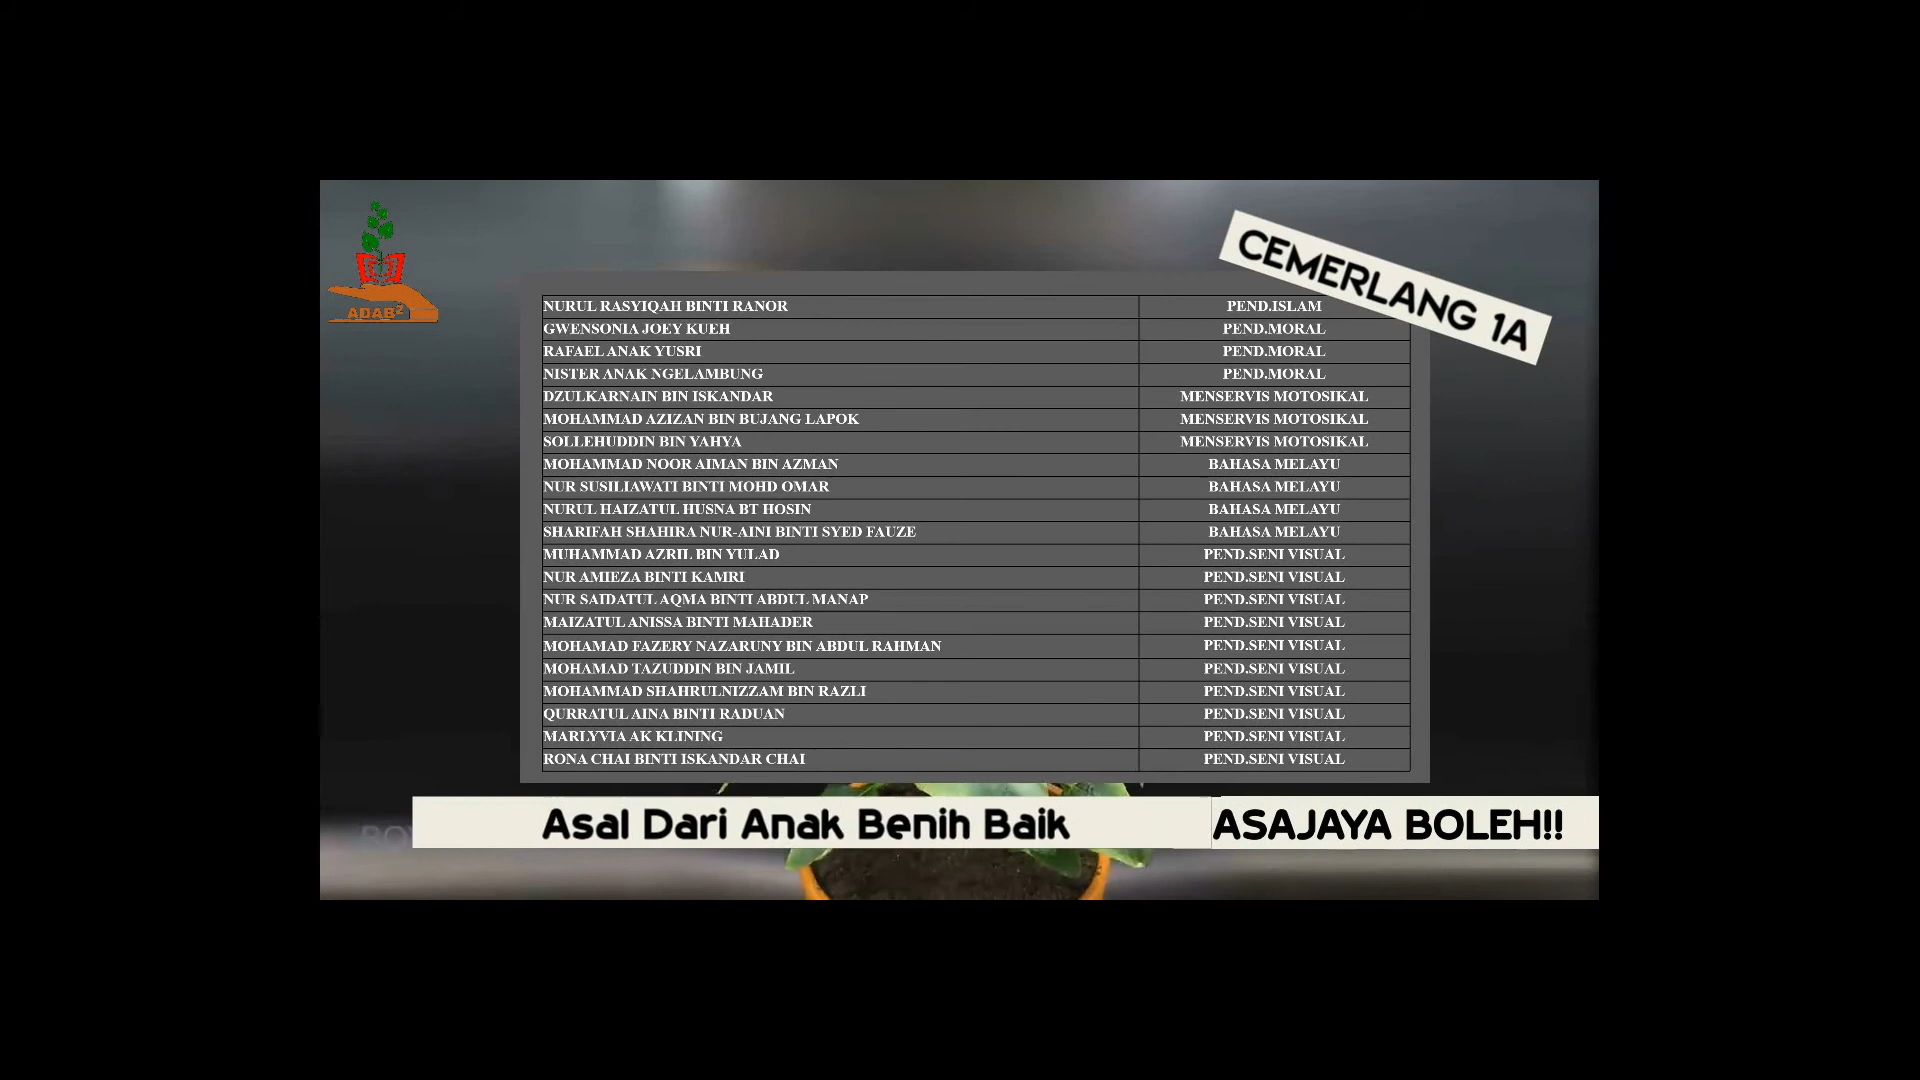 CEMERLANG 1A
ADAB²
NURUL RASYIQAH BINTI RANOR PEND.ISLAM
GWENSONIA JOEY KUEH PEND.MORAL
RAFAEL ANAK YUSRI PEND.MORAL
NISTER ANAK NGELAMBUNG PEND.MORAL
DZULKARNAIN BIN ISKANDAR MENSERVIS MOTOSIKAL
MOHAMMAD AZIZAN BIN BUJANG LAPOK MENSERVIS MOTOSIKAL
SOLLEHUDDIN BIN YAHYA MENSERVIS MOTOSIKAL
MOHAMMAD NOOR AIMAN BIN AZMAN BAHASA MELAYU
NUR SUSILIAWATI BINTI MOHD OMAR BAHASA MELAYU
NURUL HAIZATUL HUSNA BT HOSIN BAHASA MELAYU
SHARIFAH SHAHIRA NUR-AINI BINTI SYED FAUZE BAHASA MELAYU
MUHAMMAD AZRIL BIN YULAD PEND.SENI VISUAL
NUR AMIEZA BINTI KAMRI PEND.SENI VISUAL
NUR SAIDATUL AQMA BINTI ABDUL MANAP PEND.SENI VISUAL
MAIZATUL ANISSA BINTI MAHADER PEND.SENI VISUAL
MOHAMAD FAZERY NAZARUNY BIN ABDUL RAHMAN PEND.SENI VISUAL
MOHAMAD TAZUDDIN BIN JAMIL PEND.SENI VISUAL
MOHAMMAD SHAHRULNIZZAM BIN RAZLI PEND.SENI VISUAL
QURRATUL AINA BINTI RADUAN PEND.SENI VISUAL
MARLYVIA AK KLINING PEND.SENI VISUAL
RONA CHAI BINTI ISKANDAR CHAI PEND.SENI VISUAL
Asal Dari Anak Benih Baik ASAJAYA BOLEH!!